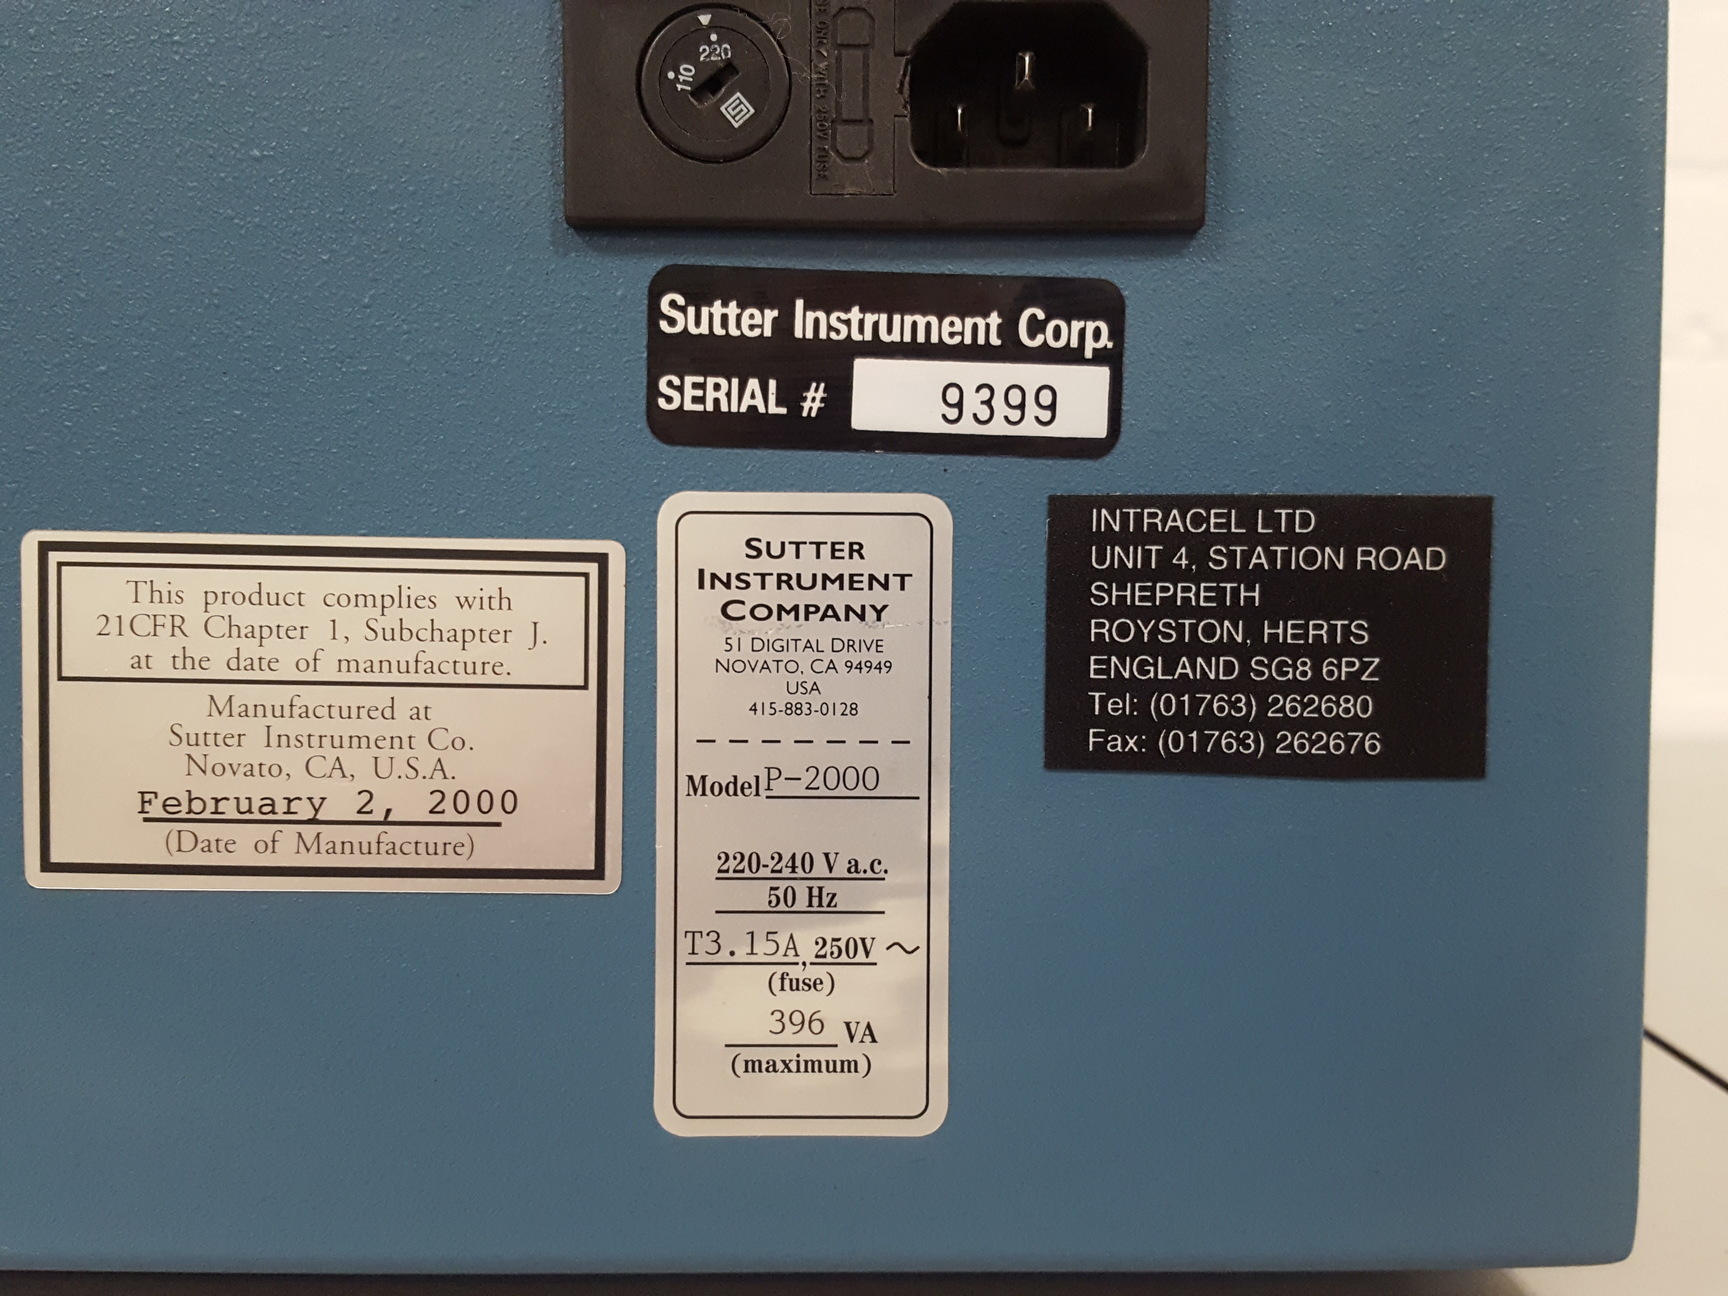 220
110
WITH 250V FUSE
Sutter Instrument Corp.
SERIAL # 9399
This product complies with
21CFR Chapter 1, Subchapter J.
at the date of manufacture.
Manufactured at
Sutter Instrument Co.
Novato, CA, U.S.A.
February 2, 2000
(Date of Manufacture)
SUTTER
INSTRUMENT
COMPANY
51 DIGITAL DRIVE
NOVATO, CA 94949
USA
415-883-0128
Model P-2000
220-240 V a.c.
50 Hz
T3.15A, 250V ~
(fuse)
396 VA
(maximum)
INTRACEL LTD
UNIT 4, STATION ROAD
SHEPRETH
ROYSTON, HERTS
ENGLAND SG8 6PZ
Tel: (01763) 262680
Fax: (01763) 262676